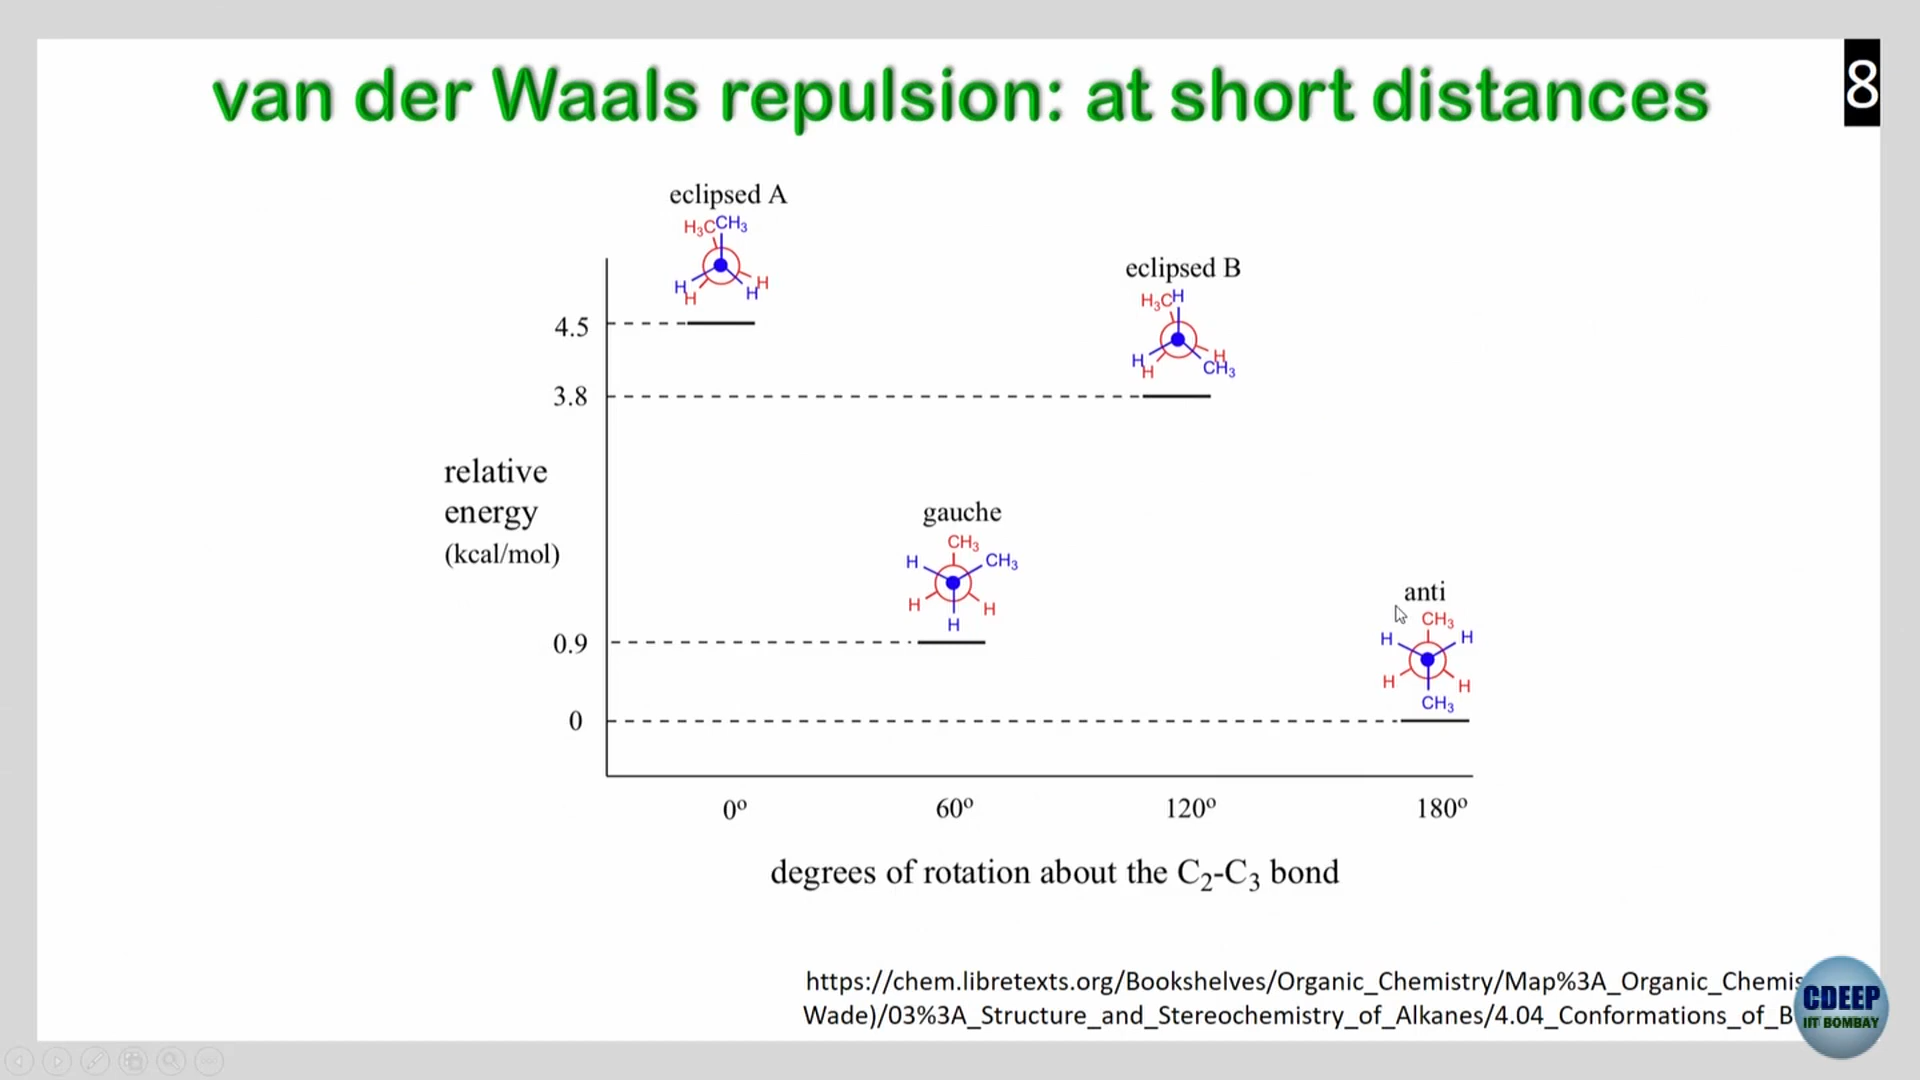 van der Waals repulsion: at short distances
8
eclipsed A
H₃CCH₃
H
H
H
H
eclipsed B
H₃CH
H
H
H
CH₃
4.5
3.8
relative
energy
(kcal/mol)
gauche
CH₃
H
CH₃
H
H
H
anti
CH₃
H
H
H
H
CH₃
0.9
0
0º
60º
120º
180º
degrees of rotation about the C₂-C₃ bond
https://chem.libretexts.org/Bookshelves/Organic_Chemistry/Map%3A_Organic_Chemis
Wade)/03%3A_Structure_and_Stereochemistry_of_Alkanes/4.04_Conformations_of_B
CDEEP
IIT BOMBAY